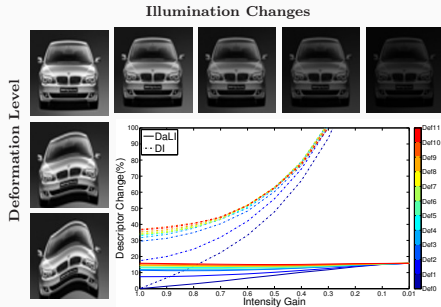 Illumination Changes
Deformation Level
DaLI
DI
Descriptor Change(%)
100
90
80
70
60
50
40
30
20
10
0
1.0
0.9
0.8
0.7
0.6
0.5
0.4
0.3
0.2
0.1
0.01
Intensity Gain
Def11
Def10
Def9
Def8
Def7
Def6
Def5
Def4
Def3
Def2
Def1
Def0